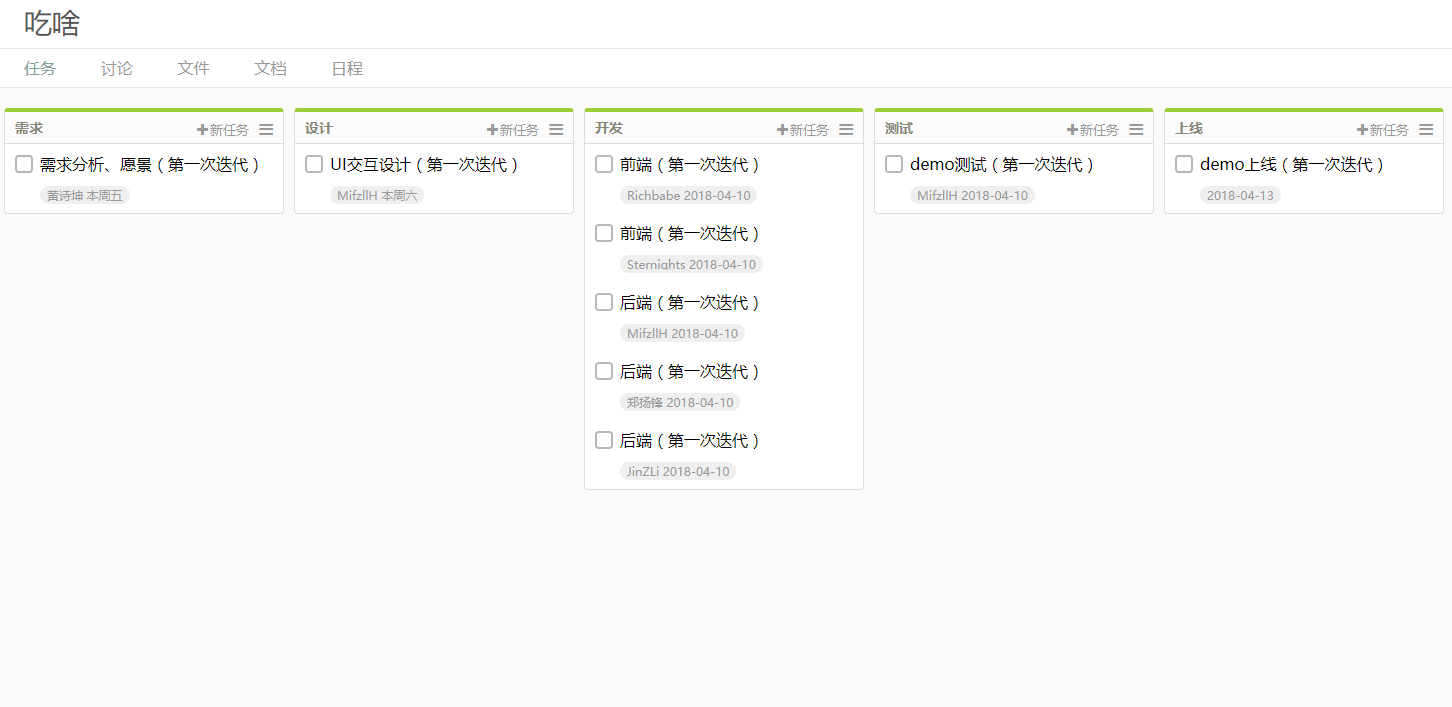 吃啥
任务 讨论 文件 文档 日程
需求 +新任务
需求分析、愿景（第一次迭代）
黄诗坤 本周五
设计 +新任务
UI交互设计（第一次迭代）
MifzllH 本周六
开发 +新任务
前端（第一次迭代）
Richbabe 2018-04-10
前端（第一次迭代）
Sternights 2018-04-10
后端（第一次迭代）
MifzllH 2018-04-10
后端（第一次迭代）
郑扬锋 2018-04-10
后端（第一次迭代）
JinZLi 2018-04-10
测试 +新任务
demo测试（第一次迭代）
MifzllH 2018-04-10
上线 +新任务
demo上线（第一次迭代）
2018-04-13